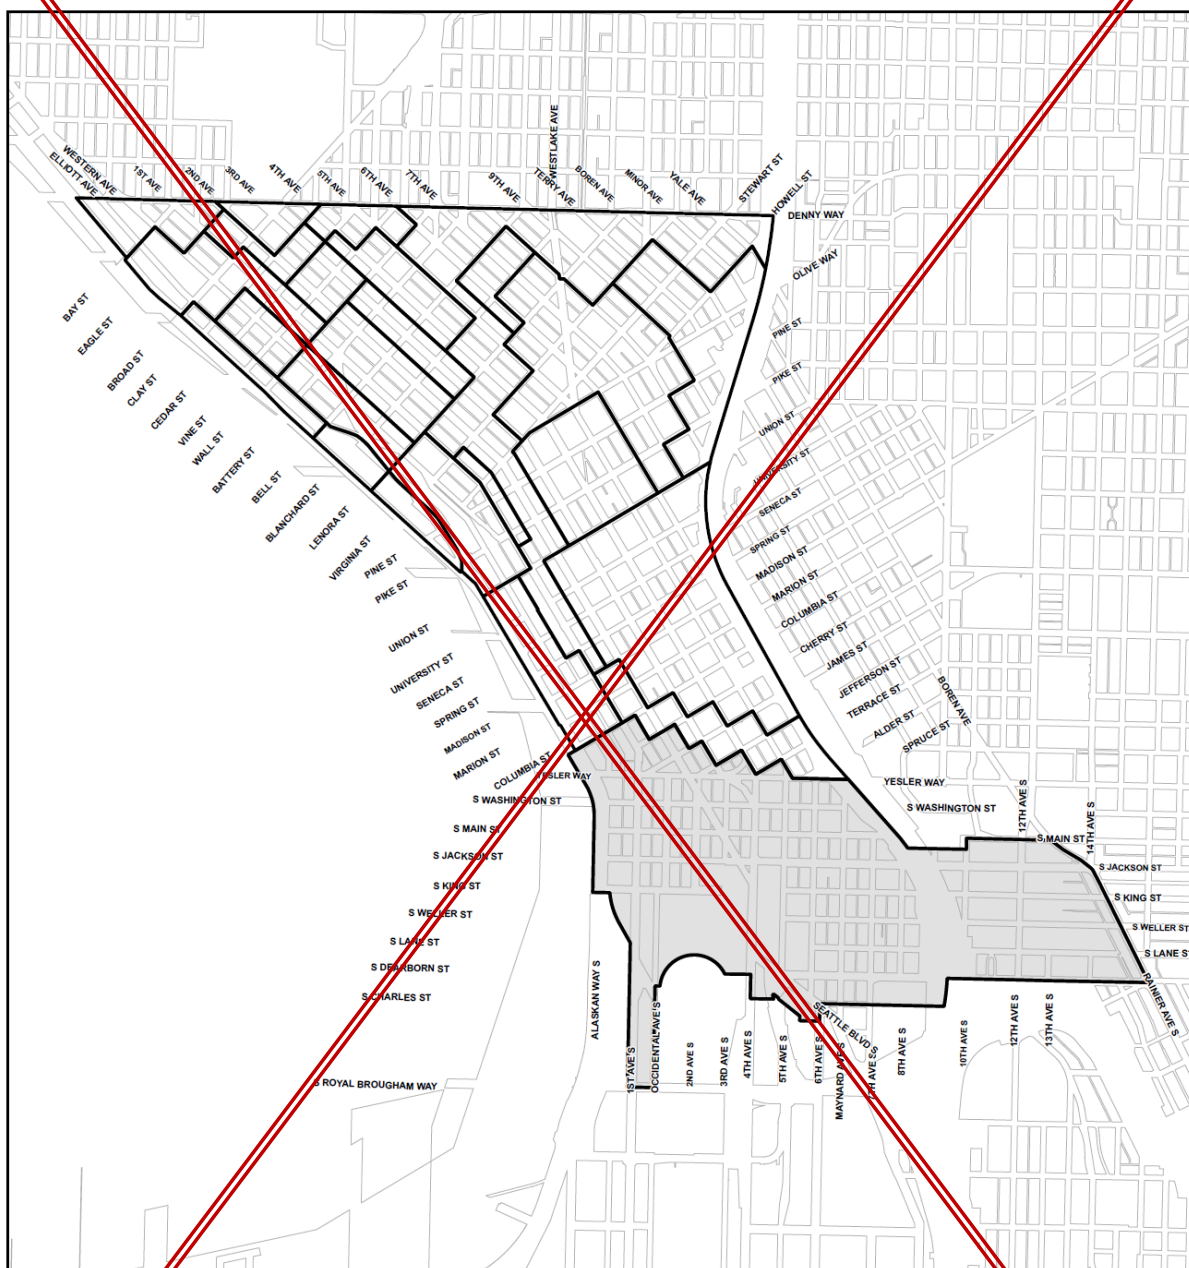 WESTLAKE AVE
WESTERN AVE
ELLIOTT AVE
1ST AVE
2ND AVE
3RD AVE
4TH AVE
5TH AVE
6TH AVE
7TH AVE
9TH AVE
TERRY AVE
BOREN AVE
MINOR AVE
YALE AVE
STEWART ST
HOWELL ST
DENNY WAY
OLIVE WAY
PINE ST
PIKE ST
UNION ST
UNIVERSITY ST
SENECA ST
SPRING ST
MADISON ST
MARION ST
COLUMBIA ST
CHERRY ST
JAMES ST
JEFFERSON ST
TERRACE ST
ALDER ST
SPRUCE ST
BOREN AVE
YESLER WAY
S WASHINGTON ST
12TH AVE S
S MAIN ST
14TH AVE S
S JACKSON ST
S KING ST
S WELLER ST
S LANE ST
RAINIER AVE S
BAY ST
EAGLE ST
BROAD ST
CLAY ST
CEDAR ST
VINE ST
WALL ST
BATTERY ST
BELL ST
BLANCHARD ST
LENORA ST
VIRGINIA ST
PINE ST
PIKE ST
UNION ST
UNIVERSITY ST
SENECA ST
SPRING ST
MADISON ST
MARION ST
COLUMBIA ST
YESLER WAY
S WASHINGTON ST
S MAIN ST
S JACKSON ST
S KING ST
S WELLER ST
S LANE ST
S DEARBORN ST
S CHARLES ST
S ROYAL BROUGHAM WAY
ALASKAN WAY S
1ST AVE S
OCCIDENTAL AVE S
2ND AVE S
3RD AVE S
4TH AVE S
5TH AVE S
6TH AVE S
SEATTLE BLVD S
MAYNARD AVE S
7TH AVE S
8TH AVE S
10TH AVE S
12TH AVE S
13TH AVE S